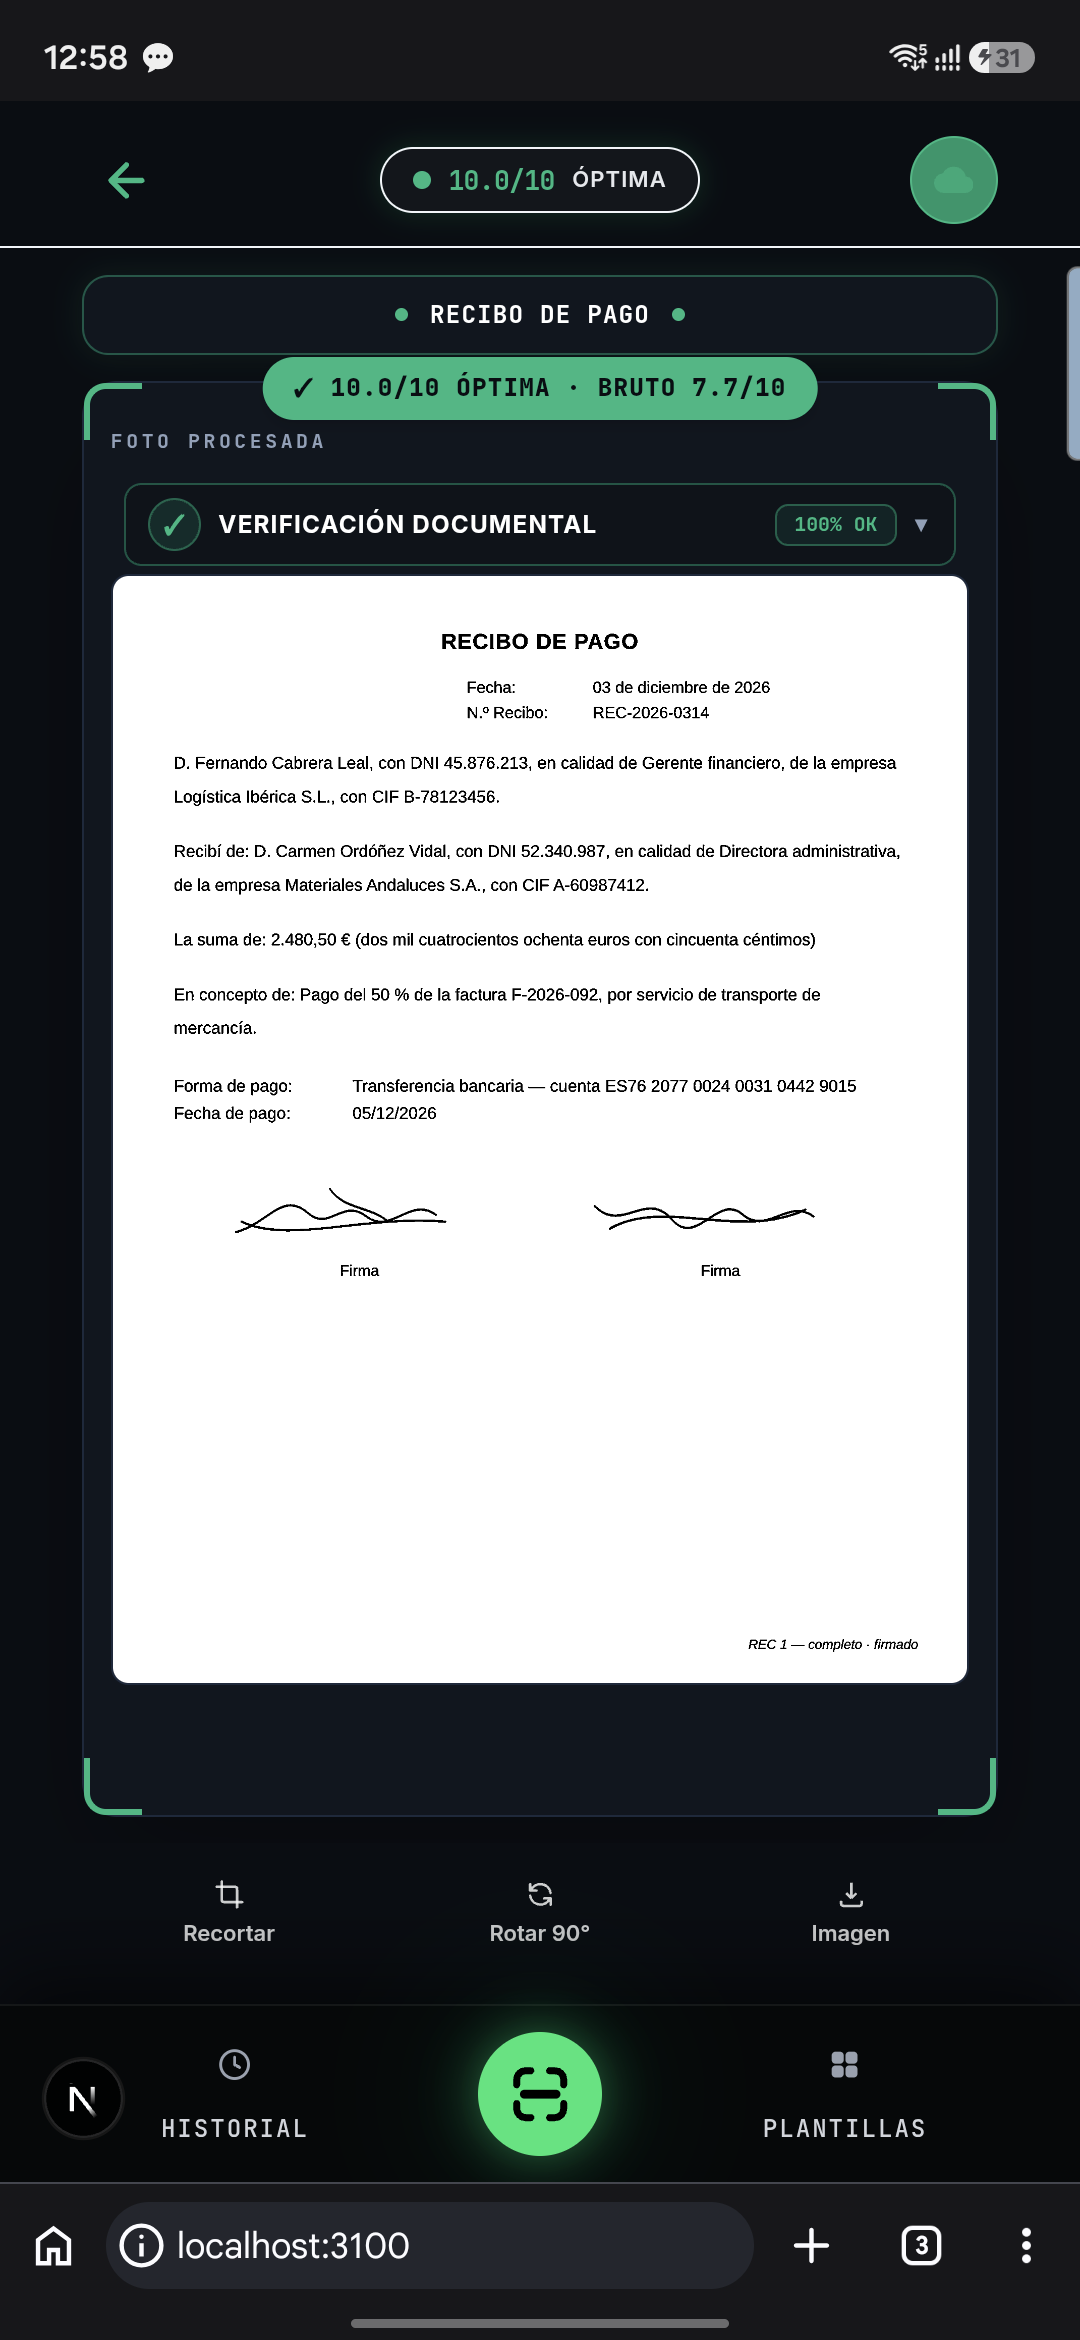 12:58
5
31
10.0/10 ÓPTIMA
RECIBO DE PAGO
✓ 10.0/10 ÓPTIMA · BRUTO 7.7/10
FOTO PROCESADA
✓ VERIFICACIÓN DOCUMENTAL 100% OK ▼
RECIBO DE PAGO
Fecha: 03 de diciembre de 2026
N.º Recibo: REC-2026-0314
D. Fernando Cabrera Leal, con DNI 45.876.213, en calidad de Gerente financiero, de la empresa
Logística Ibérica S.L., con CIF B-78123456.
Recibí de: D. Carmen Ordóñez Vidal, con DNI 52.340.987, en calidad de Directora administrativa,
de la empresa Materiales Andaluces S.A., con CIF A-60987412.
La suma de: 2.480,50 € (dos mil cuatrocientos ochenta euros con cincuenta céntimos)
En concepto de: Pago del 50 % de la factura F-2026-092, por servicio de transporte de
mercancía.
Forma de pago: Transferencia bancaria — cuenta ES76 2077 0024 0031 0442 9015
Fecha de pago: 05/12/2026
Firma Firma
REC 1 — completo · firmado
Recortar Rotar 90° Imagen
N HISTORIAL PLANTILLAS
localhost:3100
3